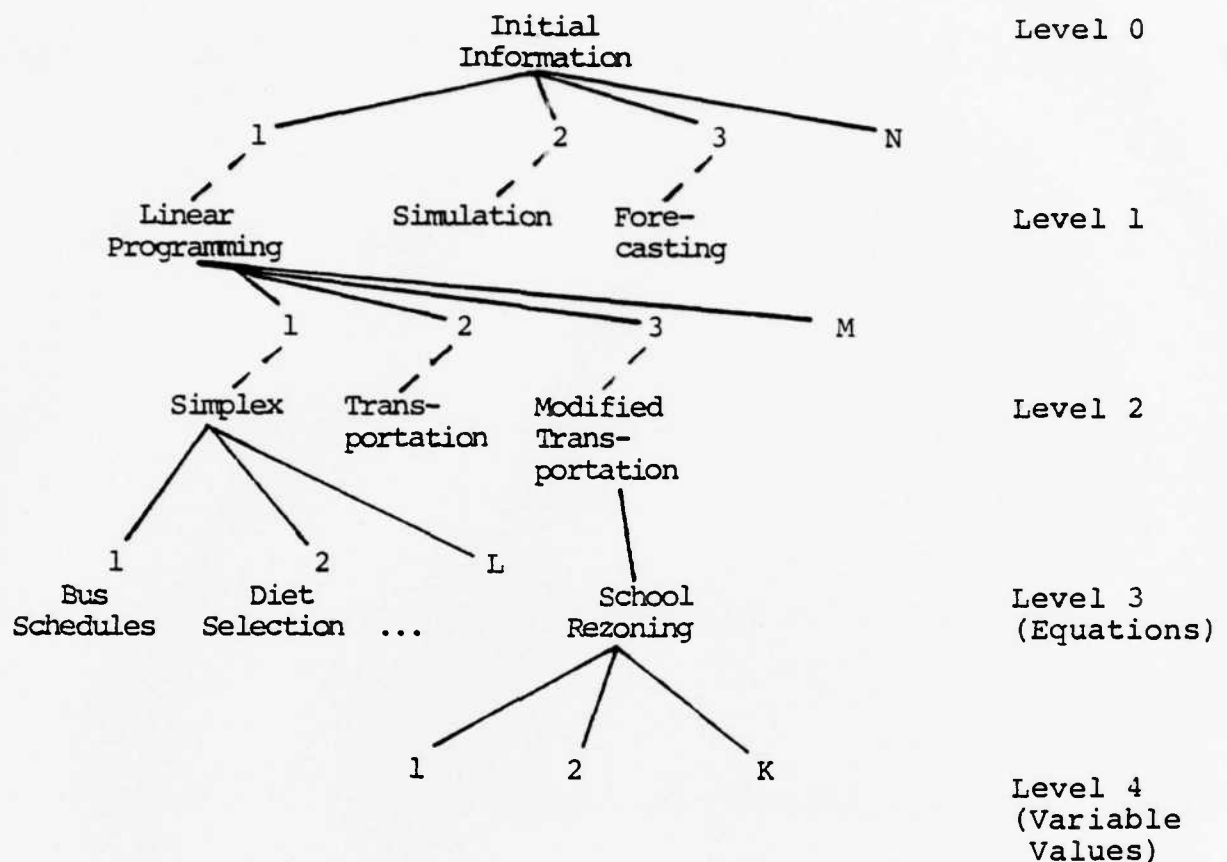 Initial
Information
Level 0
1 2 3 N
Linear
Programming
Simulation
Fore-
casting
Level 1
1 2 3 M
Simplex
Trans-
portation
Modified
Trans-
portation
Level 2
1 2 L
Bus
Schedules
Diet
Selection ...
School
Rezoning
Level 3
(Equations)
1 2 K
Level 4
(Variable
Values)